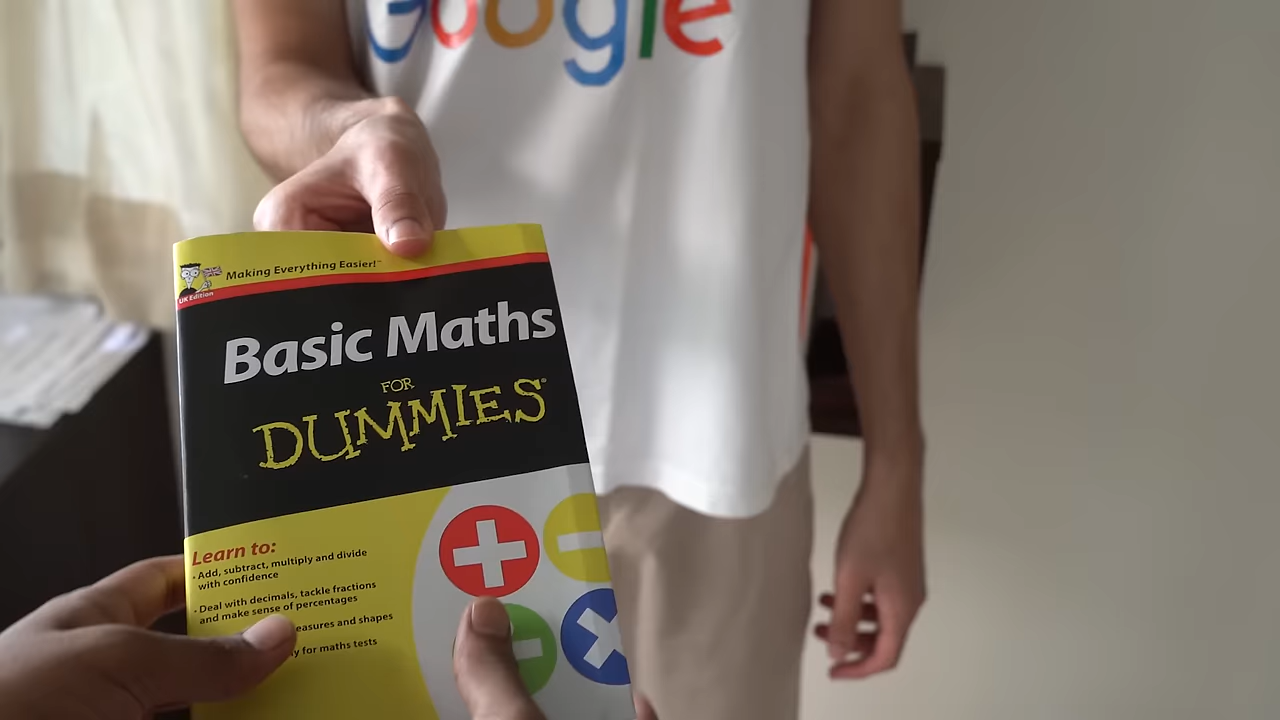 Google
Making Everything Easier!™
UK Edition
Basic Maths
FOR
DUMMIES®
Learn to:
• Add, subtract, multiply and divide
with confidence
• Deal with decimals, tackle fractions
and make sense of percentages
easures and shapes
for maths tests